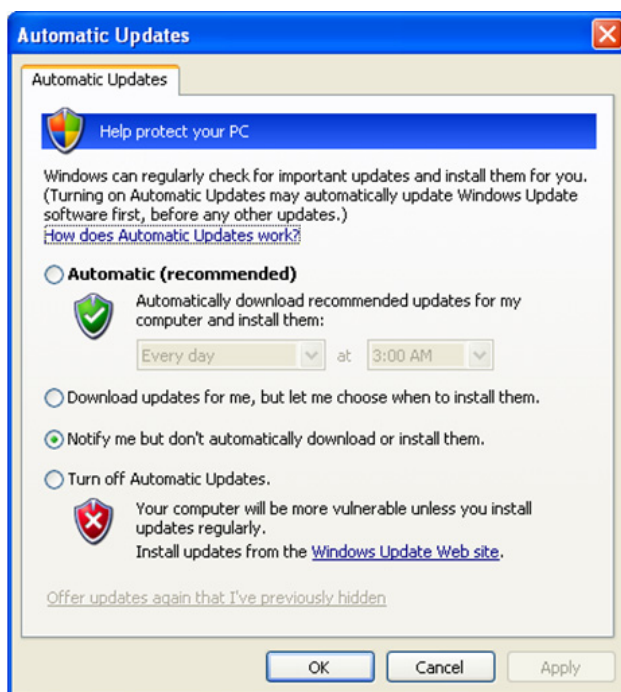 Automatic Updates
Automatic Updates
Help protect your PC
Windows can regularly check for important updates and install them for you.
(Turning on Automatic Updates may automatically update Windows Update
software first, before any other updates.)
How does Automatic Updates work?
Automatic (recommended)
Automatically download recommended updates for my
computer and install them:
Every day at 3:00 AM
Download updates for me, but let me choose when to install them.
Notify me but don't automatically download or install them.
Turn off Automatic Updates.
Your computer will be more vulnerable unless you install
updates regularly.
Install updates from the Windows Update Web site.
Offer updates again that I've previously hidden
OK Cancel Apply